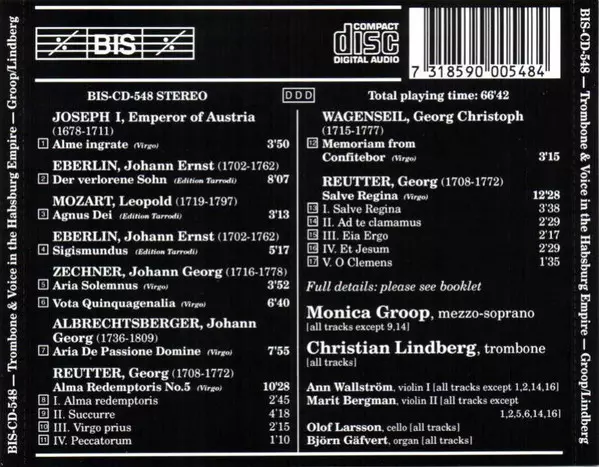 BIS-CD-548 — Trombone & Voice in the Habsburg Empire — Groop/Lindberg
BIS
COMPACT
disc
DIGITAL AUDIO
7 318590 005484
BIS-CD-548 STEREO
DDD
Total playing time: 66'42
JOSEPH I, Emperor of Austria
(1678-1711)
1 Alme ingrate (Virgo) 3'50
EBERLIN, Johann Ernst (1702-1762)
2 Der verlorene Sohn (Edition Tarrodi) 8'07
MOZART, Leopold (1719-1797)
3 Agnus Dei (Edition Tarrodi) 3'13
EBERLIN, Johann Ernst (1702-1762)
4 Sigismundus (Edition Tarrodi) 5'17
ZECHNER, Johann Georg (1716-1778)
5 Aria Solemnus (Virgo) 3'52
6 Vota Quinquagenalia (Virgo) 6'40
ALBRECHTSBERGER, Johann
Georg (1736-1809)
7 Aria De Passione Domine (Virgo) 7'55
REUTTER, Georg (1708-1772)
Alma Redemptoris No.5 (Virgo) 10'28
8 I. Alma redemptoris 2'45
9 II. Succurre 4'18
10 III. Virgo prius 2'15
11 IV. Peccatorum 1'10
WAGENSEIL, Georg Christoph
(1715-1777)
12 Memoriam from
Confitebor (Virgo) 3'15
REUTTER, Georg (1708-1772)
Salve Regina (Virgo) 12'28
13 I. Salve Regina 3'38
14 II. Ad te clamamus 2'29
15 III. Eia Ergo 2'17
16 IV. Et Jesum 2'29
17 V. O Clemens 1'35
Full details: please see booklet
Monica Groop, mezzo-soprano
[all tracks except 9,14]
Christian Lindberg, trombone
[all tracks]
Ann Wallström, violin I [all tracks except 1,2,14,16]
Marit Bergman, violin II [all tracks except
1,2,5,6,14,16]
Olof Larsson, cello [all tracks]
Björn Gäfvert, organ [all tracks]
BIS-CD-548 — Trombone & Voice in the Habsburg Empire — Groop/Lindberg